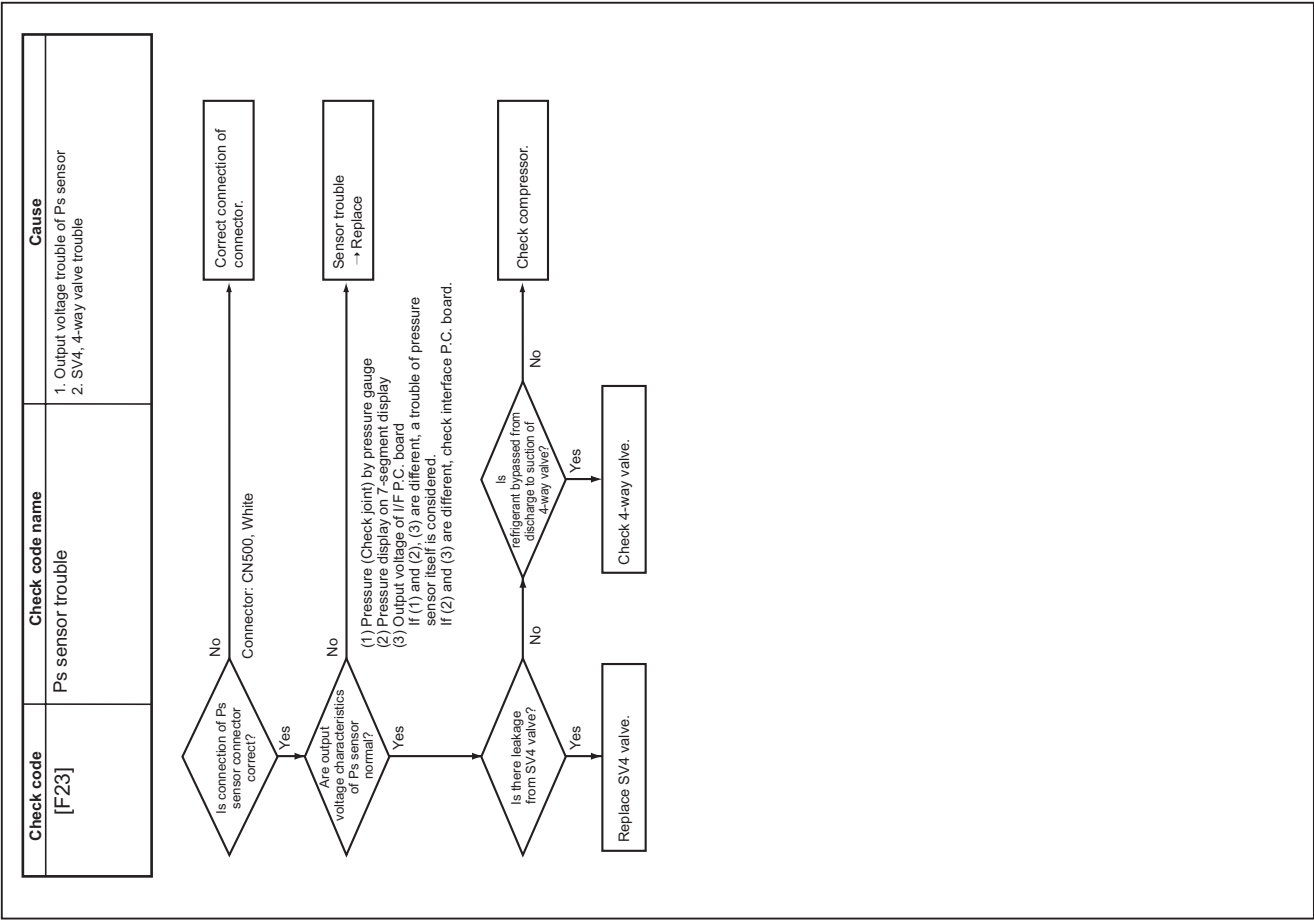 Check code
Check code name
Cause
[F23]
Ps sensor trouble
1. Output voltage trouble of Ps sensor
2. SV4, 4-way valve trouble
Is connection of Ps
sensor connector
correct?
No
Connector: CN500, White
Correct connection of
connector.
Yes
Are output
voltage characteristics
of Ps sensor
normal?
No
Sensor trouble
→ Replace
(1) Pressure (Check joint) by pressure gauge
(2) Pressure display on 7-segment display
(3) Output voltage of I/F P.C. board
If (1) and (2), (3) are different, a trouble of pressure
sensor itself is considered.
If (2) and (3) are different, check interface P.C. board.
Yes
Is there leakage
from SV4 valve?
No
Is
refrigerant bypassed from
discharge to suction of
4-way valve?
No
Check compressor.
Yes
Replace SV4 valve.
Yes
Check 4-way valve.